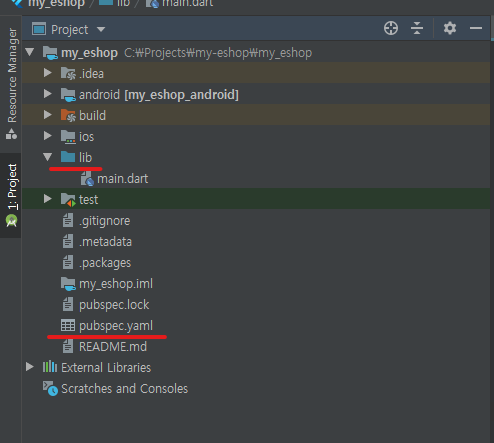 my_eshop lib main.dart
Project
my_eshop C:₩Projects₩my-eshop₩my_eshop
.idea
android [my_eshop_android]
build
ios
lib
main.dart
test
.gitignore
.metadata
.packages
my_eshop.iml
pubspec.lock
pubspec.yaml
README.md
External Libraries
Scratches and Consoles
Resource Manager
1: Project